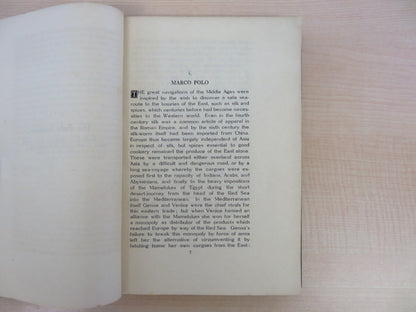 I.
MARCO POLO
THE great navigations of the Middle Ages were
inspired by the wish to discover a safe sea-
route to the luxuries of the East, such as silk and
spices, which centuries before had become neces-
sities to the Western world. Even in the fourth
century silk was a common article of apparel in
the Roman Empire, and by the sixth century the
silk-worm itself had been imported from China.
Europe thus became largely independent of Asia
in respect of silk, but spices essential to good
cookery remained the produce of the East alone.
These were transported either overland across
Asia by a difficult and dangerous road, or by a
long sea-voyage whereby the cargoes were ex-
posed first to the rapacity of Indians, Arabs, and
Abyssinians, and finally to the heavy impositions
of the Mamelukes of Egypt during the short
desert-journey from the head of the Red Sea
into the Mediterranean. In the Mediterranean
itself Genoa and Venice were the chief rivals for
this eastern trade; but when Venice formed an
alliance with the Mamelukes she won for herself
a monopoly as distributor of the products which
reached Europe by way of the Red Sea. Genoa's
failure to break this monopoly by force of arms
left her the alternative of circumventing it by
fetching home her own cargoes from the East:
7